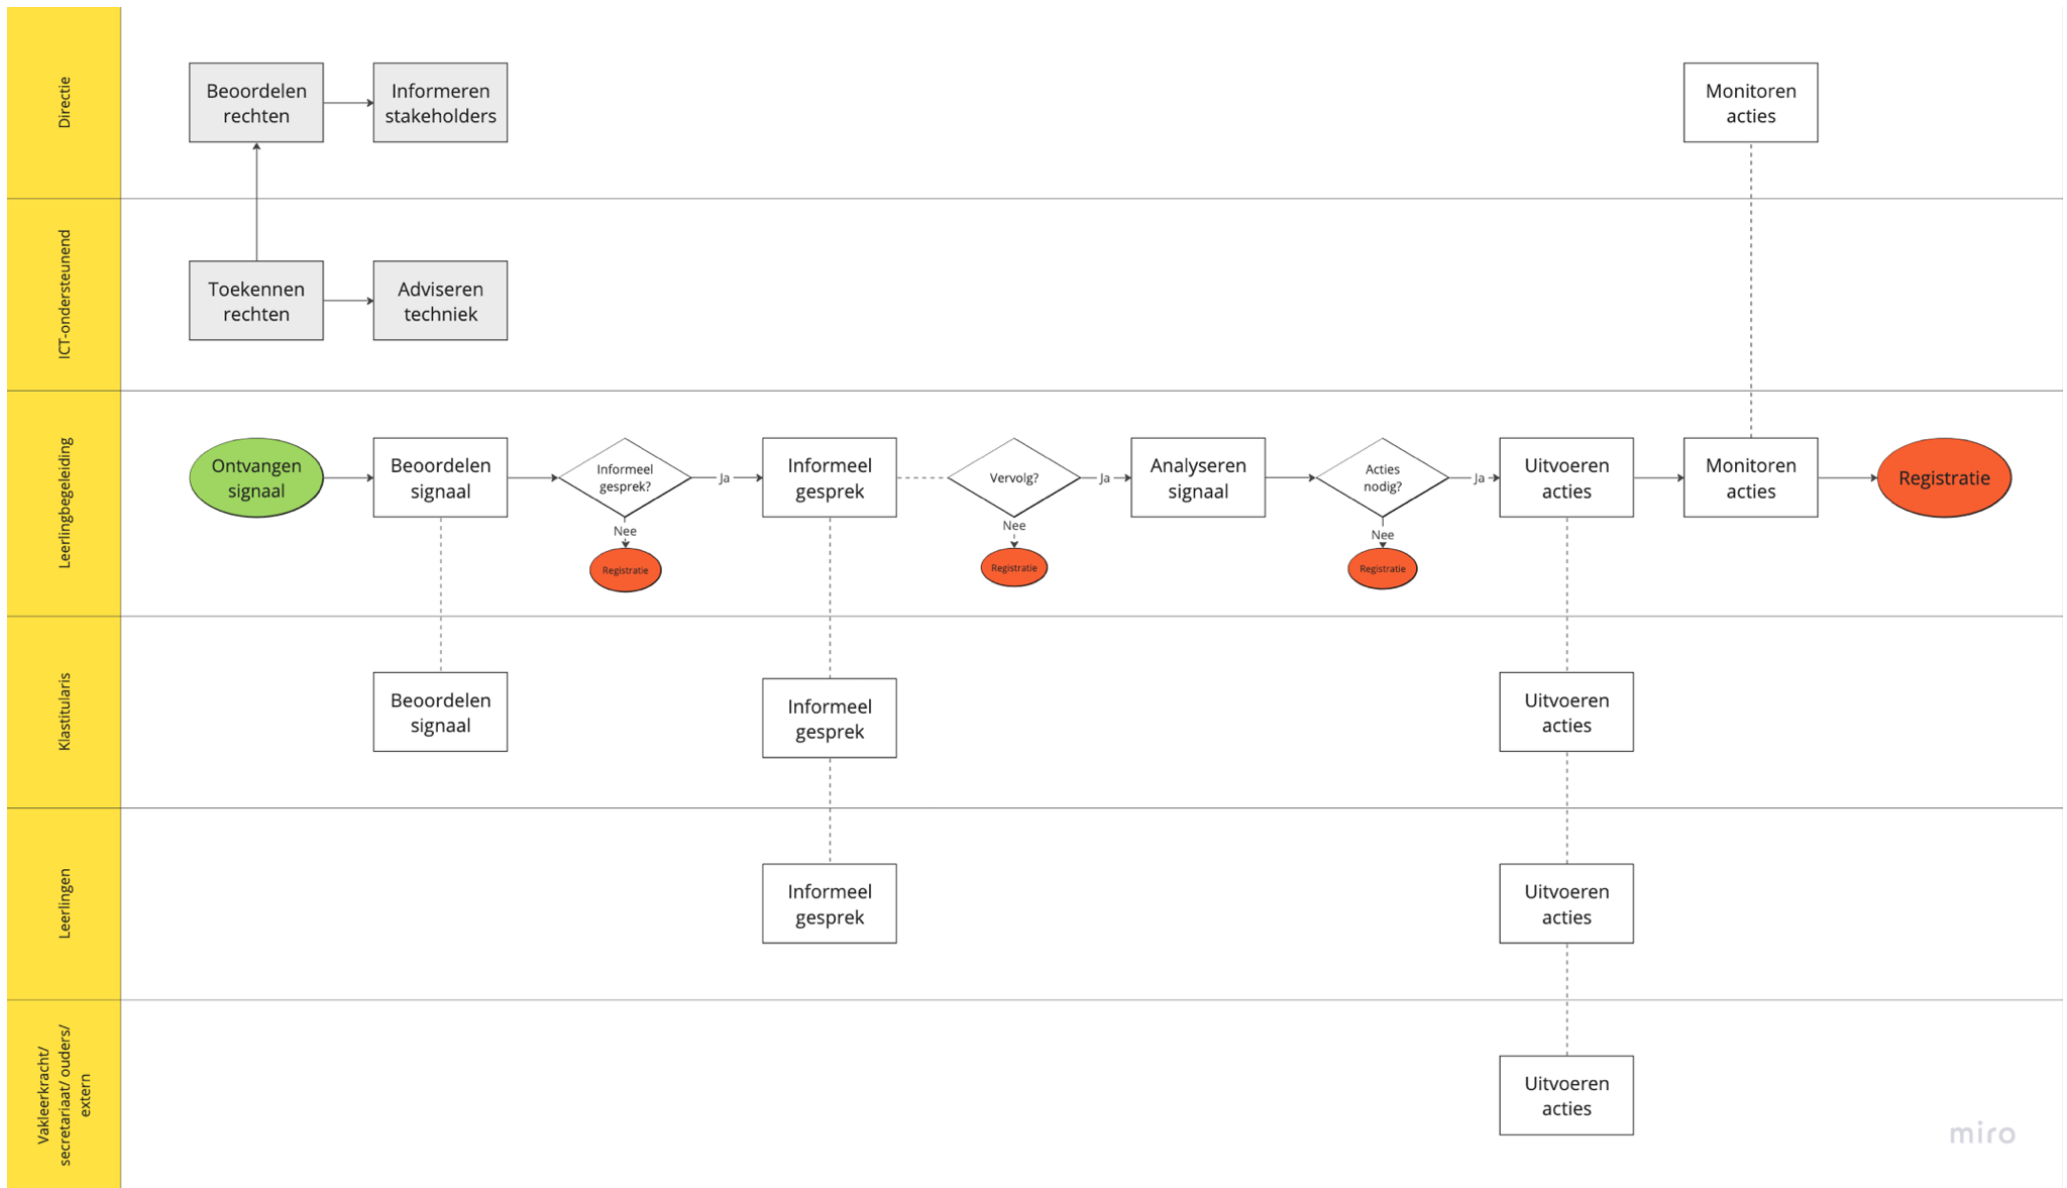 Directie
Beoordelen
rechten
Informeren
stakeholders
Monitoren
acties
ICT-ondersteunend
Toekennen
rechten
Adviseren
techniek
Leerlingbegeleiding
Ontvangen
signaal
Beoordelen
signaal
Informeel
gesprek?
Ja
Nee
Registratie
Informeel
gesprek
Vervolg?
Ja
Nee
Registratie
Analyseren
signaal
Acties
nodig?
Ja
Nee
Registratie
Uitvoeren
acties
Monitoren
acties
Registratie
Klastitularis
Beoordelen
signaal
Informeel
gesprek
Uitvoeren
acties
Leerlingen
Informeel
gesprek
Uitvoeren
acties
Vakleerkracht/
secretariaat/ ouders/
extern
Uitvoeren
acties
miro